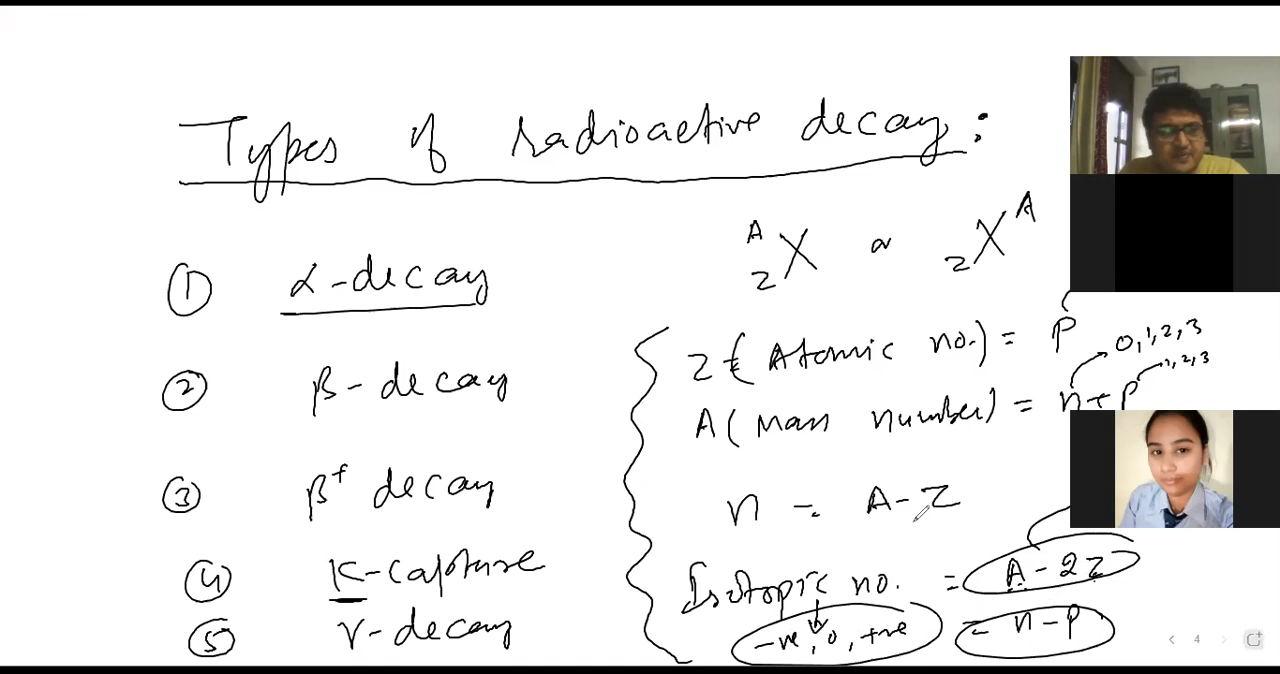 Types of radioactive decay:
① α-decay
② β-decay
③ β⁺ decay
④ K-capture
⑤ γ-decay
ᴬ
X or X ᴬ
Z Z
Z (Atomic no.) = P
0, 1, 2, 3
1, 2, 3
A (Mass number) = n + P
n = A - Z
Isotopic no. = A - 2Z
-ve, 0, +ve = n - P
4